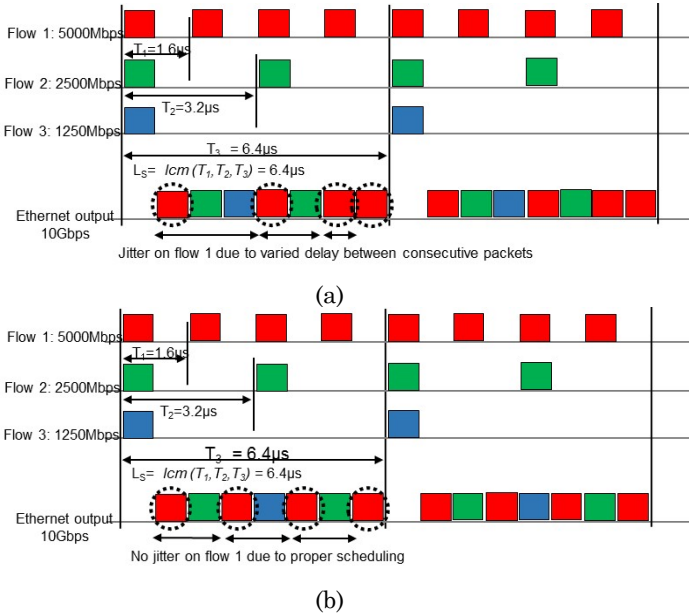 Flow 1: 5000Mbps
T1=1.6µs
Flow 2: 2500Mbps
T2=3.2µs
Flow 3: 1250Mbps
T3 = 6.4µs
LS= lcm (T1,T2,T3) = 6.4µs
Ethernet output
10Gbps
Jitter on flow 1 due to varied delay between consecutive packets
(a)
Flow 1: 5000Mbps
T1=1.6µs
Flow 2: 2500Mbps
T2=3.2µs
Flow 3: 1250Mbps
T3 = 6.4µs
LS= lcm (T1,T2,T3) = 6.4µs
Ethernet output
10Gbps
No jitter on flow 1 due to proper scheduling
(b)